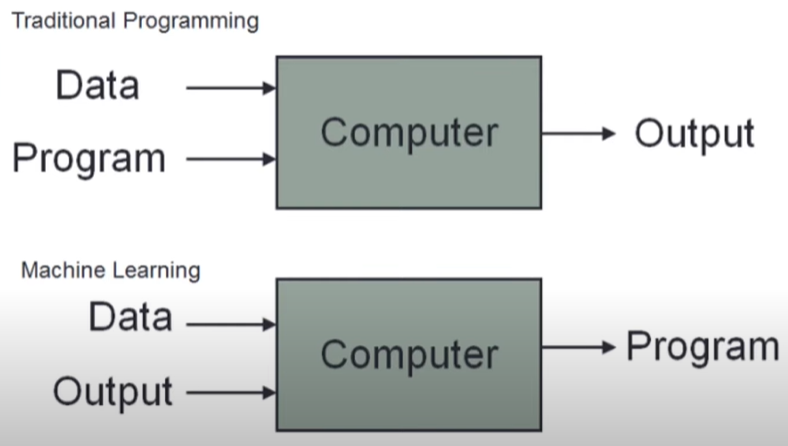 Traditional Programming
Data
Program
Computer
Output
Machine Learning
Data
Output
Computer
Program